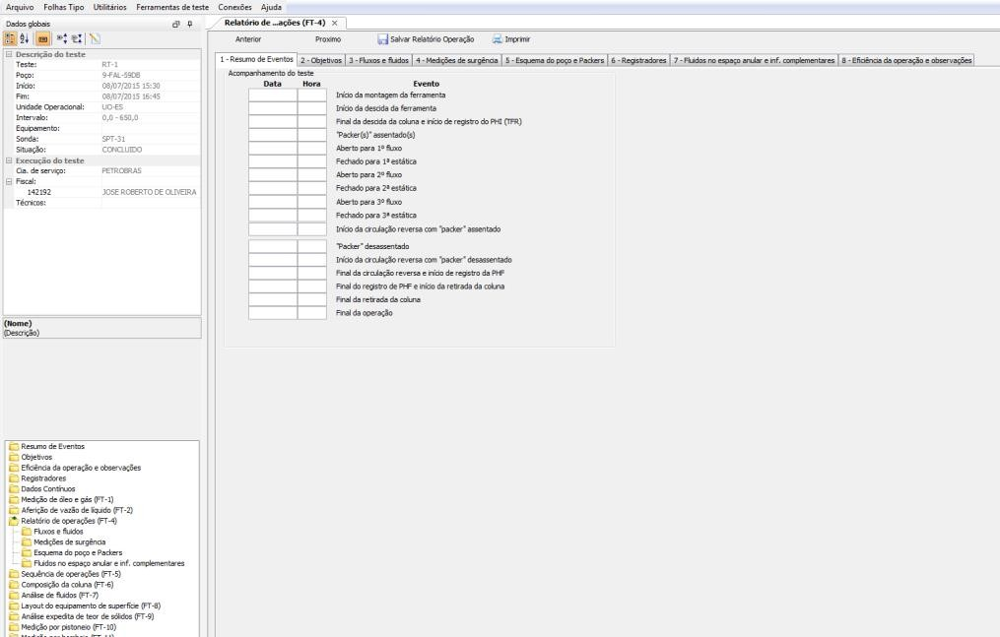 Arquivo Folhas Tipo Utilitários Ferramentas de teste Conexões Ajuda
Dados globais
Descrição do teste
Teste: RT-1
Poço: 9-FAL-59DB
Início: 08/07/2015 15:30
Fim: 08/07/2015 16:45
Unidade Operacional: UO-ES
Intervalo: 0,0 - 650,0
Equipamento:
Sonda: SPT-31
Situação: CONCLUIDO
Execução do teste
Cia. de serviço: PETROBRAS
Fiscal:
142192 JOSE ROBERTO DE OLIVEIRA
Técnicos:
(Nome)
(Descrição)
Resumo de Eventos
Objetivos
Eficiência da operação e observações
Registradores
Dados Contínuos
Medição de óleo e gás (FT-1)
Aferição de vazão de líquido (FT-2)
Relatório de operações (FT-4)
Fluxos e fluidos
Medições de surgência
Esquema do poço e Packers
Fluidos no espaço anular e inf. complementares
Sequência de operações (FT-5)
Composição da coluna (FT-6)
Análise de fluidos (FT-7)
Layout do equipamento de superfície (FT-8)
Análise expedita de teor de sólidos (FT-9)
Medição por pistoneio (FT-10)
Relatório de ...ações (FT-4) ×
Anterior Proximo Salvar Relatório Operação Imprimir
1 - Resumo de Eventos 2 - Objetivos 3 - Fluxos e fluidos 4 - Medições de surgência 5 - Esquema do poço e Packers 6 - Registradores 7 - Fluidos no espaço anular e inf. complementares 8 - Eficiência da operação e observações
Acompanhamento do teste
Data Hora Evento
Início da montagem da ferramenta
Início da descida da ferramenta
Final da descida da coluna e início de registro do PHI (TFR)
"Packer(s)" assentado(s)
Aberto para 1º fluxo
Fechado para 1ª estática
Aberto para 2º fluxo
Fechado para 2ª estática
Aberto para 3º fluxo
Fechado para 3ª estática
Início da circulação reversa com "packer" assentado
"Packer" desassentado
Início da circulação reversa com "packer" desassentado
Final da circulação reversa e início de registro da PHF
Final do registro de PHF e início da retirada da coluna
Final da retirada da coluna
Final da operação